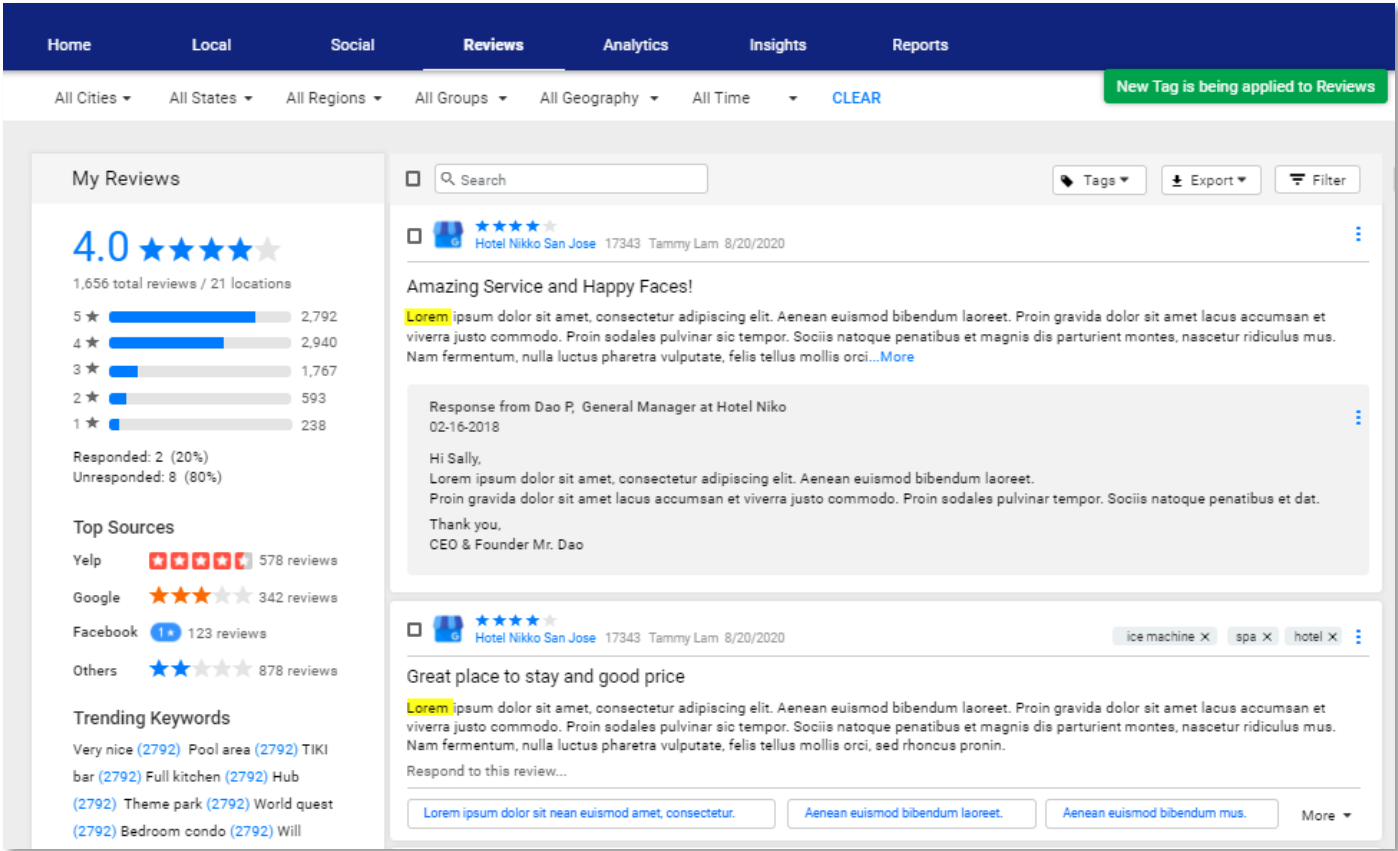 Home Local Social Reviews Analytics Insights Reports
New Tag is being applied to Reviews
All Cities All States All Regions All Groups All Geography All Time CLEAR
My Reviews
4.0
1,656 total reviews / 21 locations
5 2,792
4 2,940
3 1,767
2 593
1 238
Responded: 2 (20%)
Unresponded: 8 (80%)
Top Sources
Yelp 578 reviews
Google 342 reviews
Facebook 1 123 reviews
Others 878 reviews
Trending Keywords
Very nice (2792) Pool area (2792) TIKI
bar (2792) Full kitchen (2792) Hub
(2792) Theme park (2792) World quest
(2792) Bedroom condo (2792) Will
Search Tags Export Filter
G
Hotel Nikko San Jose 17343 Tammy Lam 8/20/2020
Amazing Service and Happy Faces!
Lorem ipsum dolor sit amet, consectetur adipiscing elit. Aenean euismod bibendum laoreet. Proin gravida dolor sit amet lacus accumsan et
viverra justo commodo. Proin sodales pulvinar sic tempor. Sociis natoque penatibus et magnis dis parturient montes, nascetur ridiculus mus.
Nam fermentum, nulla luctus pharetra vulputate, felis tellus mollis orci...More
Response from Dao P, General Manager at Hotel Niko
02-16-2018
Hi Sally,
Lorem ipsum dolor sit amet, consectetur adipiscing elit. Aenean euismod bibendum laoreet.
Proin gravida dolor sit amet lacus accumsan et viverra justo commodo. Proin sodales pulvinar tempor. Sociis natoque penatibus et dat.
Thank you,
CEO & Founder Mr. Dao
G
Hotel Nikko San Jose 17343 Tammy Lam 8/20/2020 ice machine X spa X hotel X
Great place to stay and good price
Lorem ipsum dolor sit amet, consectetur adipiscing elit. Aenean euismod bibendum laoreet. Proin gravida dolor sit amet lacus accumsan et
viverra justo commodo. Proin sodales pulvinar sic tempor. Sociis natoque penatibus et magnis dis parturient montes, nascetur ridiculus mus.
Nam fermentum, nulla luctus pharetra vulputate, felis tellus mollis orci, sed rhoncus pronin.
Respond to this review...
Lorem ipsum dolor sit nean euismod amet, consectetur. Aenean euismod bibendum laoreet. Aenean euismod bibendum mus. More